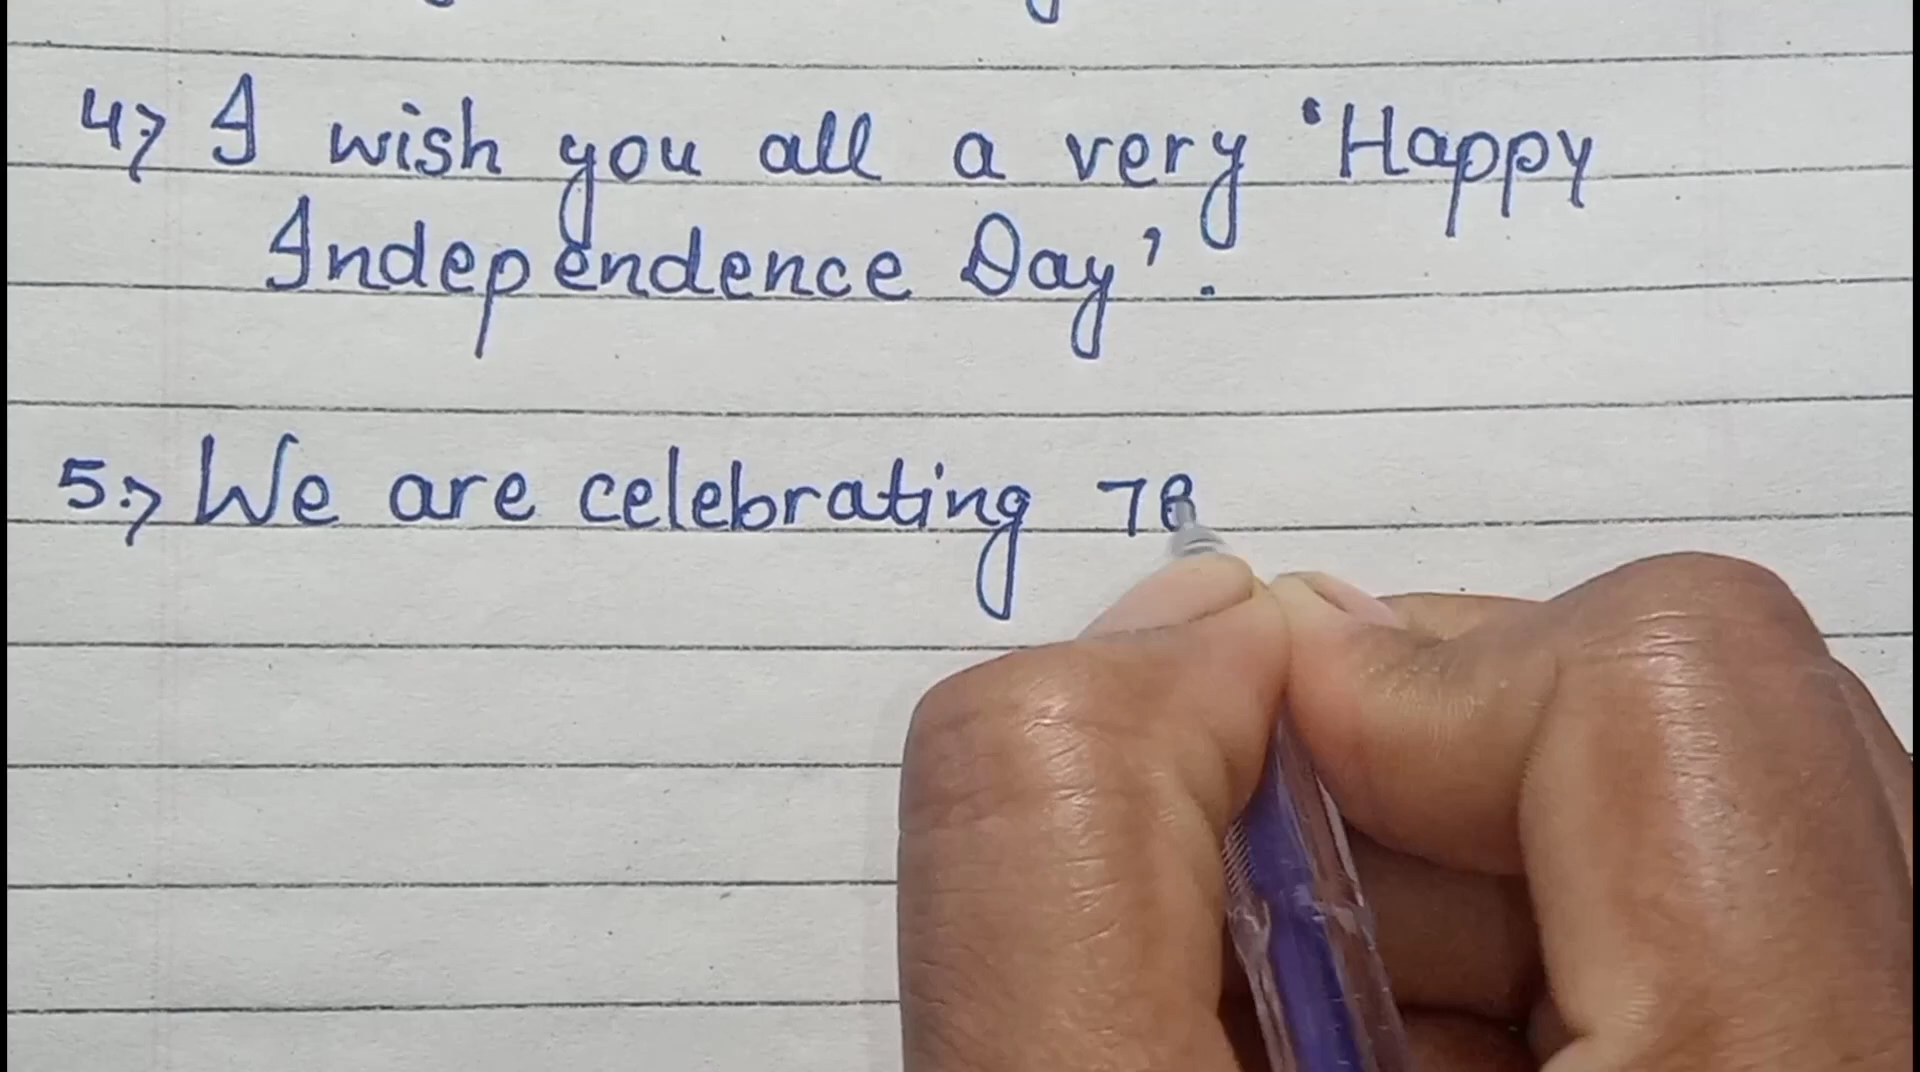 4.> I wish you all a very 'Happy
Independence Day'.
5.> We are celebrating 78